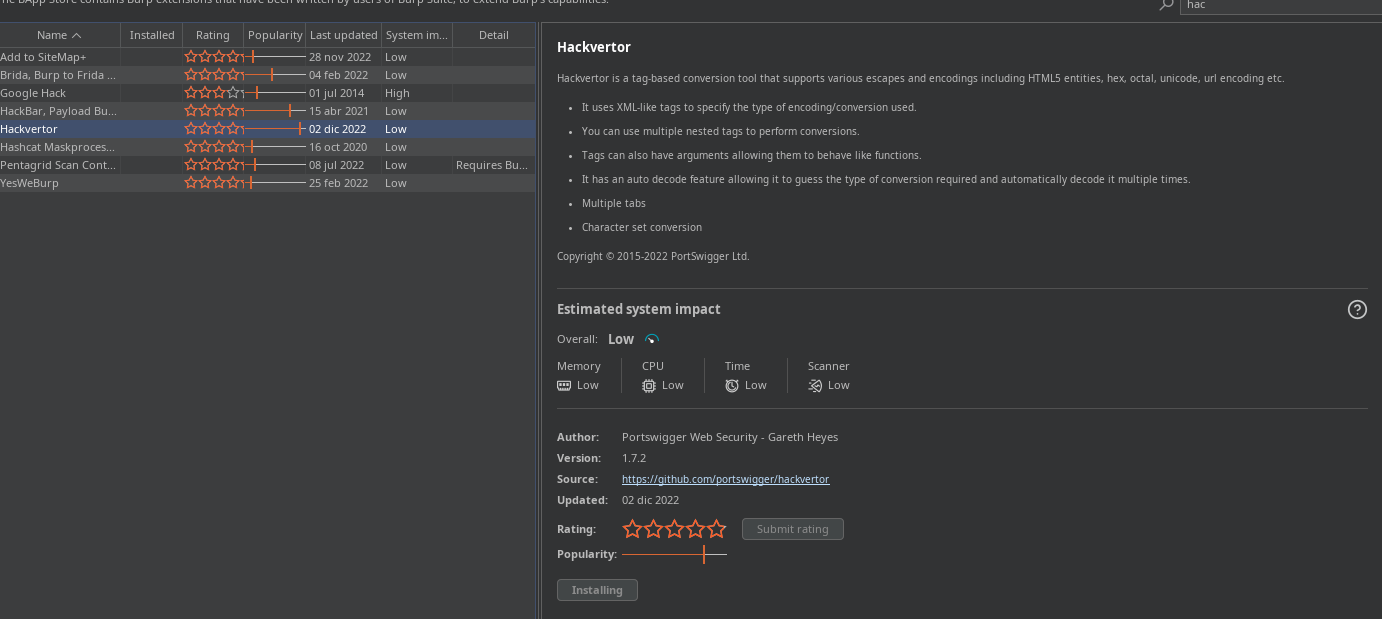 The BApp Store contains Burp extensions that have been written by users of Burp Suite, to extend Burp's capabilities.
hac
Name Installed Rating Popularity Last updated System im... Detail
Add to SiteMap+ 28 nov 2022 Low
Brida, Burp to Frida ... 04 feb 2022 Low
Google Hack 01 jul 2014 High
HackBar, Payload Bu... 15 abr 2021 Low
Hackvertor 02 dic 2022 Low
Hashcat Maskproces... 16 oct 2020 Low
Pentagrid Scan Cont... 08 jul 2022 Low Requires Bu...
YesWeBurp 25 feb 2022 Low
Hackvertor
Hackvertor is a tag-based conversion tool that supports various escapes and encodings including HTML5 entities, hex, octal, unicode, url encoding etc.
• It uses XML-like tags to specify the type of encoding/conversion used.
• You can use multiple nested tags to perform conversions.
• Tags can also have arguments allowing them to behave like functions.
• It has an auto decode feature allowing it to guess the type of conversion required and automatically decode it multiple times.
• Multiple tabs
• Character set conversion
Copyright © 2015-2022 PortSwigger Ltd.
Estimated system impact ?
Overall: Low
Memory CPU Time Scanner
Low Low Low Low
Author: Portswigger Web Security - Gareth Heyes
Version: 1.7.2
Source: https://github.com/portswigger/hackvertor
Updated: 02 dic 2022
Rating: Submit rating
Popularity:
Installing